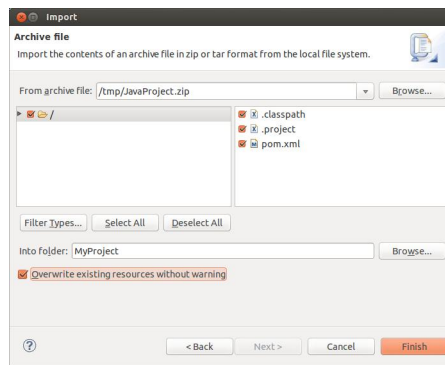 Import
Archive file
Import the contents of an archive file in zip or tar format from the local file system.
From archive file: /tmp/JavaProject.zip Browse...
/ .classpath
.project
pom.xml
Filter Types... Select All Deselect All
Into folder: MyProject Browse...
Overwrite existing resources without warning
? < Back Next > Cancel Finish